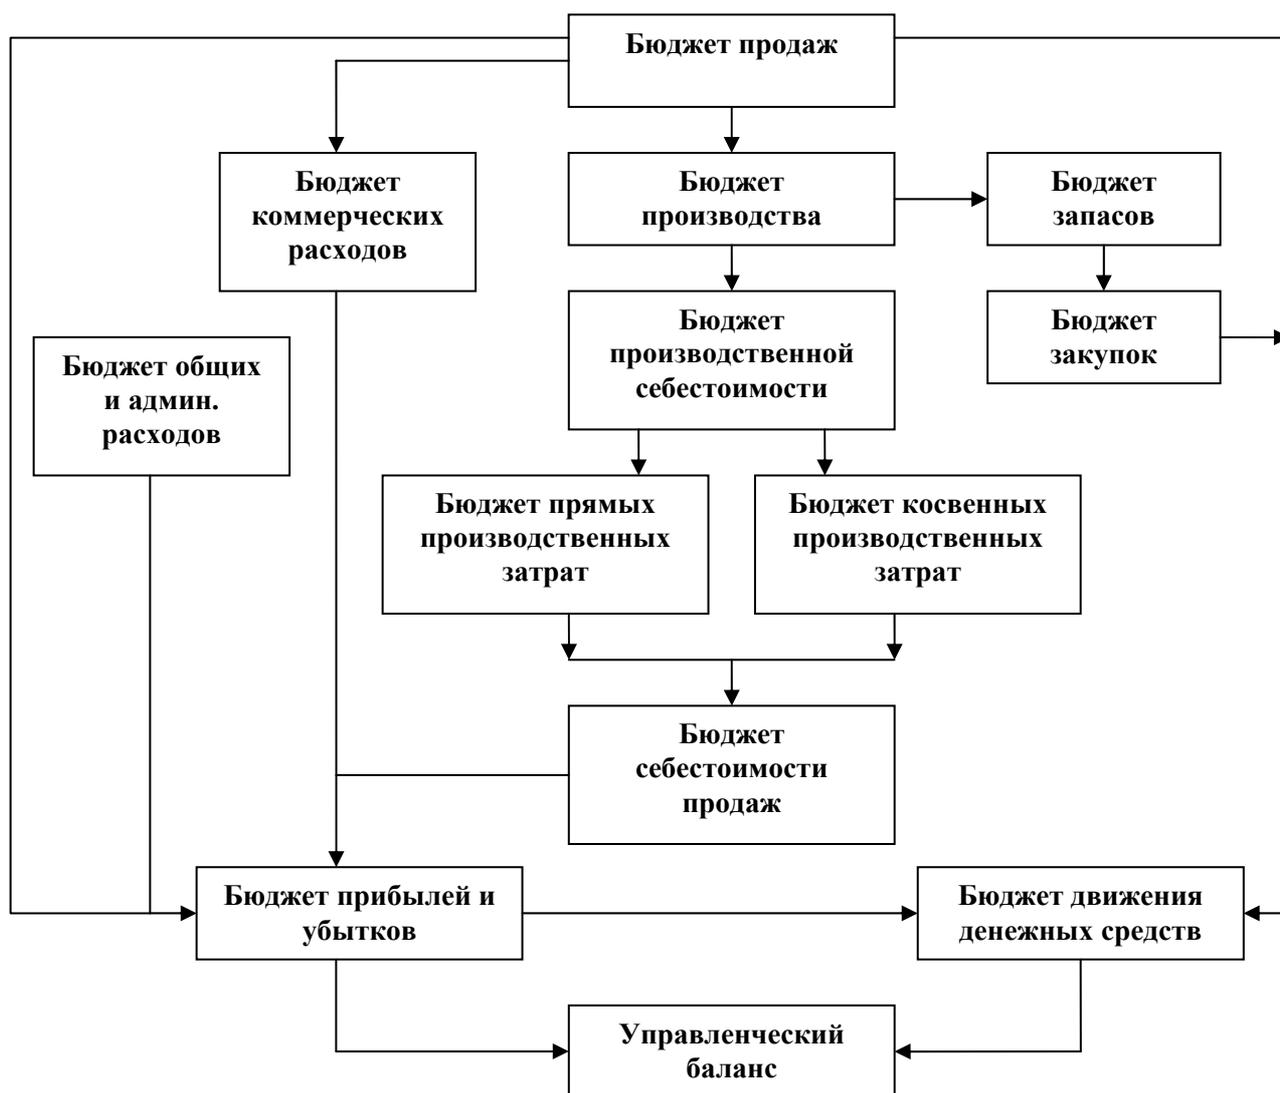 Бюджет продаж
Бюджет
коммерческих
расходов
Бюджет
производства
Бюджет
запасов
Бюджет
производственной
себестоимости
Бюджет
закупок
Бюджет общих
и админ.
расходов
Бюджет прямых
производственных
затрат
Бюджет косвенных
производственных
затрат
Бюджет
себестоимости
продаж
Бюджет прибылей и
убытков
Бюджет движения
денежных средств
Управленческий
баланс